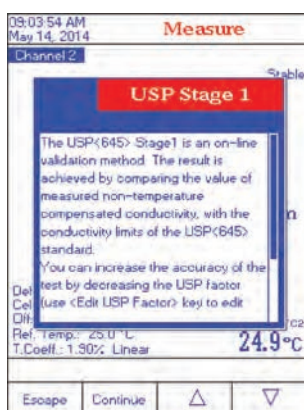 09:03:54 AM
May 14, 2014
Measure
Channel 2
Stable
USP Stage 1
The USP<645> Stage1 is an on-line
validation method. The result is
achieved by comparing the value of
measured non-temperature
compensated conductivity, with the
conductivity limits of the USP<645>
standard.
You can increase the accuracy of the
test by decreasing the USP factor
(use <Edit USP Factor> key to edit
Ref. Temp.: 25.0 °C
T.Coeff.: 1.90% Linear
24.9°C
Escape
Continue
△
▽